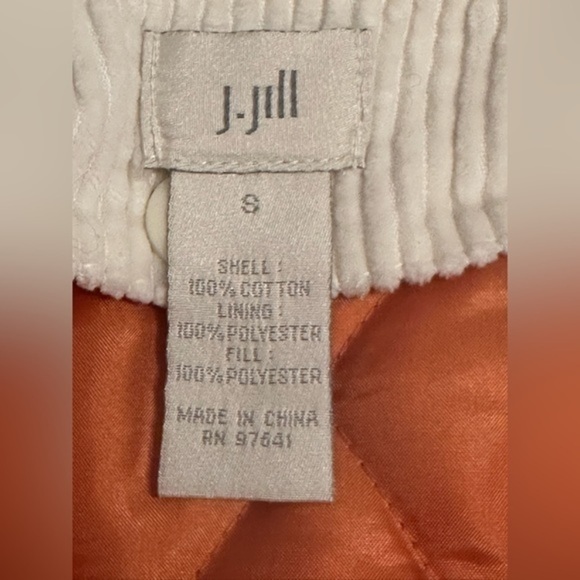 J.Jill
S
SHELL:
100% COTTON
LINING:
100% POLYESTER
FILL:
100% POLYESTER
MADE IN CHINA
RN 97641